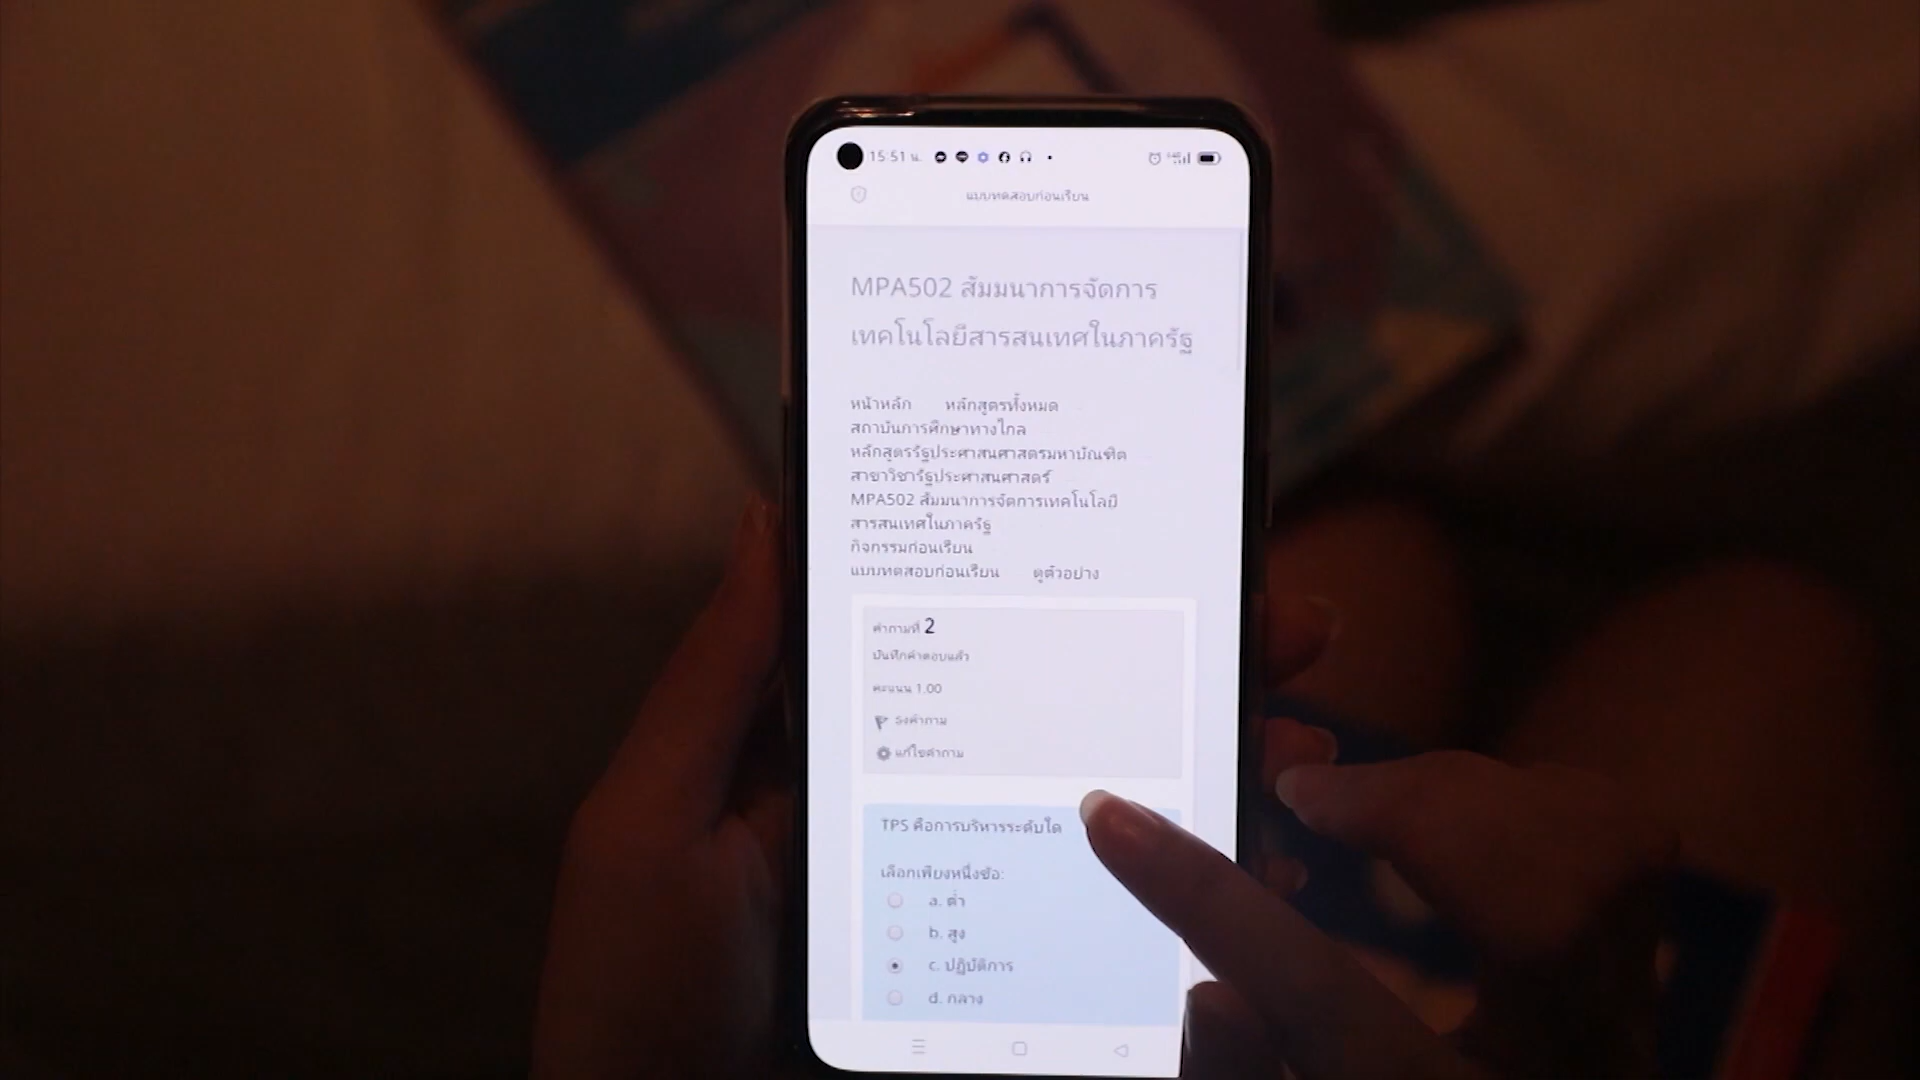 15:51 น.
แบบทดสอบก่อนเรียน
MPA502 สัมมนาการจัดการ
เทคโนโลยีสารสนเทศในภาครัฐ
หน้าหลัก หลักสูตรทั้งหมด
สถาบันการศึกษาทางไกล
หลักสูตรรัฐประศาสนศาสตรมหาบัณฑิต
สาขาวิชารัฐประศาสนศาสตร์
MPA502 สัมมนาการจัดการเทคโนโลยี
สารสนเทศในภาครัฐ
กิจกรรมก่อนเรียน
แบบทดสอบก่อนเรียน ดูตัวอย่าง
คำถามที่ 2
บันทึกคำตอบแล้ว
คะแนน 1.00
ธงคำถาม
แก้ไขคำถาม
TPS คือการบริหารระดับใด
เลือกเพียงหนึ่งข้อ:
a. ต่ำ
b. สูง
c. ปฏิบัติการ
d. กลาง